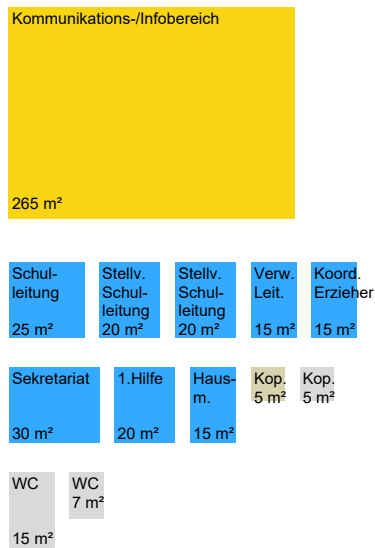 Kommunikations-/Infobereich
265 m²
Schul-
leitung
25 m²
Stellv.
Schul-
leitung
20 m²
Stellv.
Schul-
leitung
20 m²
Verw.
Leit.
15 m²
Koord.
Erzieher
15 m²
Sekretariat
30 m²
1.Hilfe
20 m²
Haus-
m.
15 m²
Kop.
5 m²
Kop.
5 m²
WC
15 m²
WC
7 m²